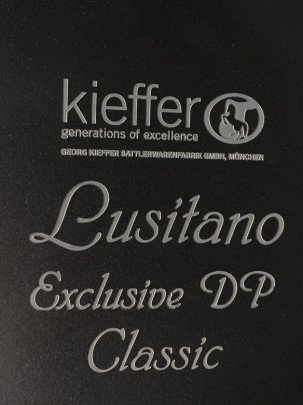 kieffer
generations of excellence
GEORG KIEFFER SATTLERWARENFABRIK GMBH, MÜNCHEN
Lusitano
Exclusive DP
Classic